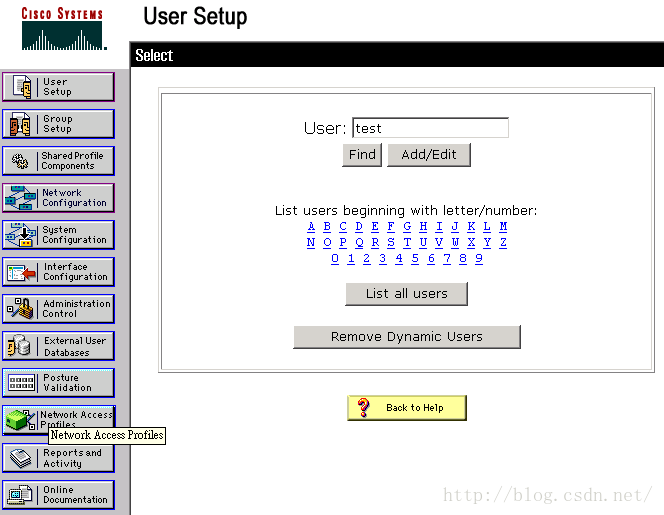 CISCO SYSTEMS
User Setup
Select
User
Setup
Group
Setup
Shared Profile
Components
Network
Configuration
System
Configuration
Interface
Configuration
Administration
Control
External User
Databases
Posture
Validation
Network Access
Profiles
Network Access Profiles
Reports and
Activity
Online
Documentation
User: test
Find Add/Edit
List users beginning with letter/number:
A B C D E F G H I J K L M
N O P Q R S T U V W X Y Z
0 1 2 3 4 5 6 7 8 9
List all users
Remove Dynamic Users
Back to Help
http://blog.csdn.net/